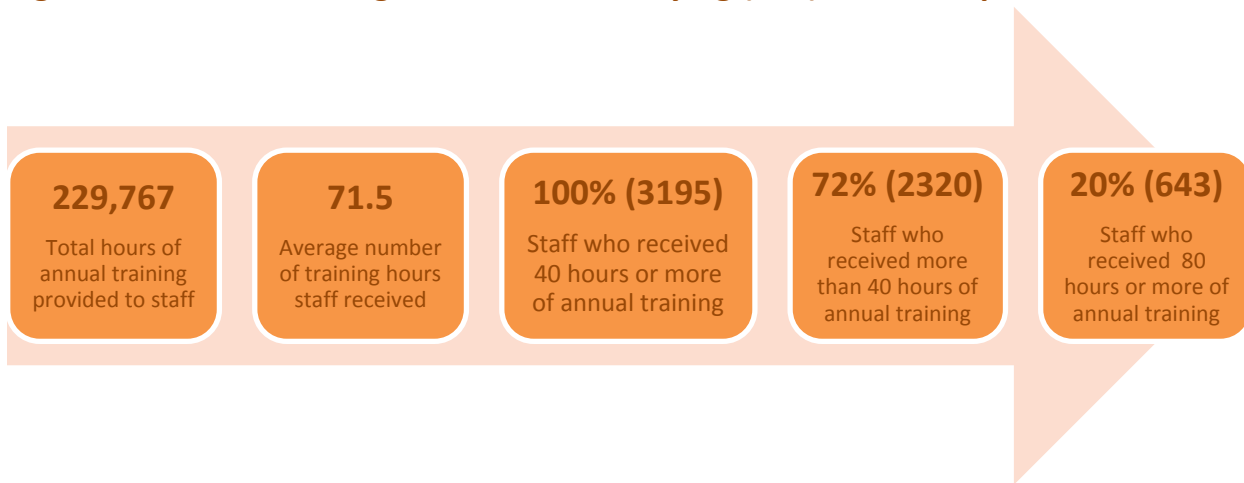 229,767
Total hours of
annual training
provided to staff
71.5
Average number
of training hours
staff received
100% (3195)
Staff who received
40 hours or more
of annual training
72% (2320)
Staff who
received more
than 40 hours of
annual training
20% (643)
Staff who
received 80
hours or more of
annual training